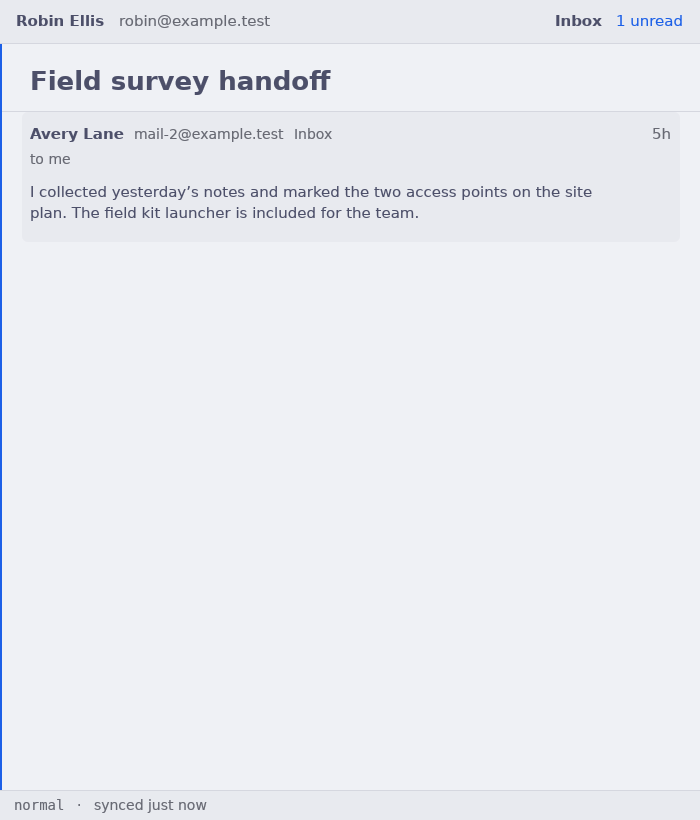 Robin Ellis robin@example.test Inbox 1 unread
Field survey handoff
Avery Lane mail-2@example.test Inbox 5h
to me
I collected yesterday’s notes and marked the two access points on the site
plan. The field kit launcher is included for the team.
normal · synced just now